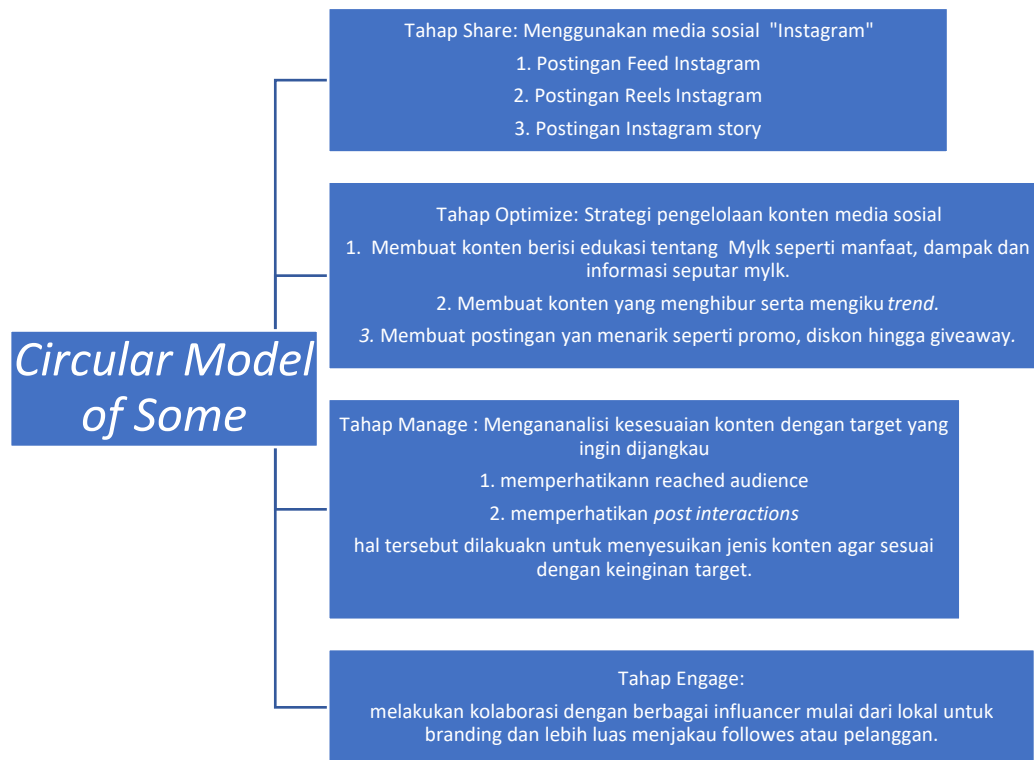 Tahap Share: Menggunakan media sosial "Instagram"
1. Postingan Feed Instagram
2. Postingan Reels Instagram
3. Postingan Instagram story
Tahap Optimize: Strategi pengelolaan konten media sosial
1. Membuat konten berisi edukasi tentang Mylk seperti manfaat, dampak dan
informasi seputar mylk.
2. Membuat konten yang menghibur serta mengiku trend.
3. Membuat postingan yan menarik seperti promo, diskon hingga giveaway.
Circular Model
of Some
Tahap Manage : Mengananalisi kesesuaian konten dengan target yang
ingin dijangkau
1. memperhatikann reached audience
2. memperhatikan post interactions
hal tersebut dilakuakn untuk menyesuikan jenis konten agar sesuai
dengan keinginan target.
Tahap Engage:
melakukan kolaborasi dengan berbagai influancer mulai dari lokal untuk
branding dan lebih luas menjakau followes atau pelanggan.